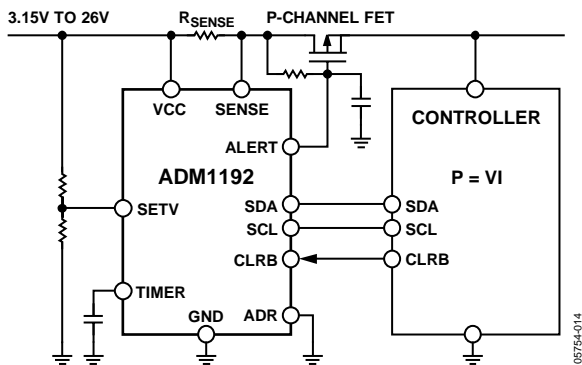 3.15V TO 26V
RSENSE
P-CHANNEL FET
VCC
SENSE
ALERT
ADM1192
SETV
SDA
SCL
CLRB
TIMER
GND
ADR
CONTROLLER
P = VI
SDA
SCL
CLRB
05754-014